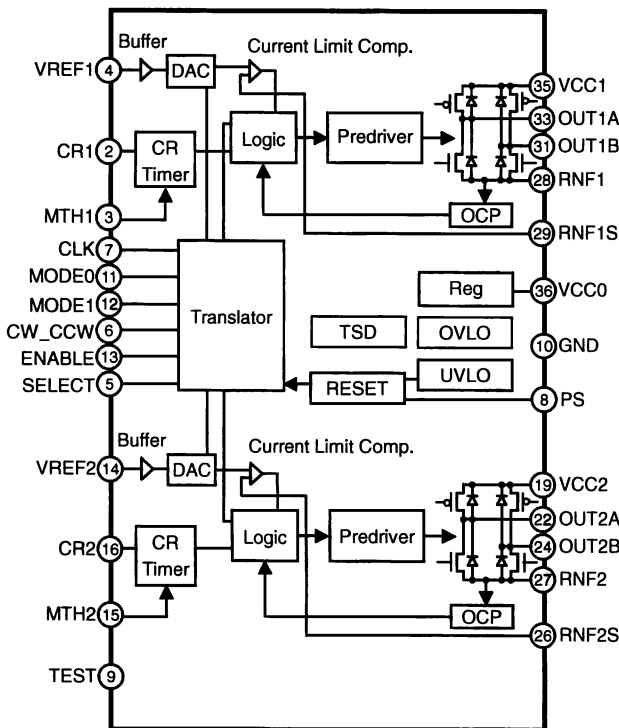 Buffer
Current Limit Comp.
VREF1 4 DAC
35 VCC1
33 OUT1A
Logic Predriver
31 OUT1B
CR1 2 CR Timer
28 RNF1
MTH1 3 OCP
29 RNF1S
CLK 7
MODE0 11
Reg 36 VCC0
MODE1 12
Translator
CW_CCW 6 TSD OVLO
10 GND
ENABLE 13
UVLO
SELECT 5 RESET
8 PS
Buffer
Current Limit Comp.
VREF2 14 DAC
19 VCC2
22 OUT2A
Logic Predriver
24 OUT2B
CR2 16 CR Timer
27 RNF2
MTH2 15 OCP
26 RNF2S
TEST 9